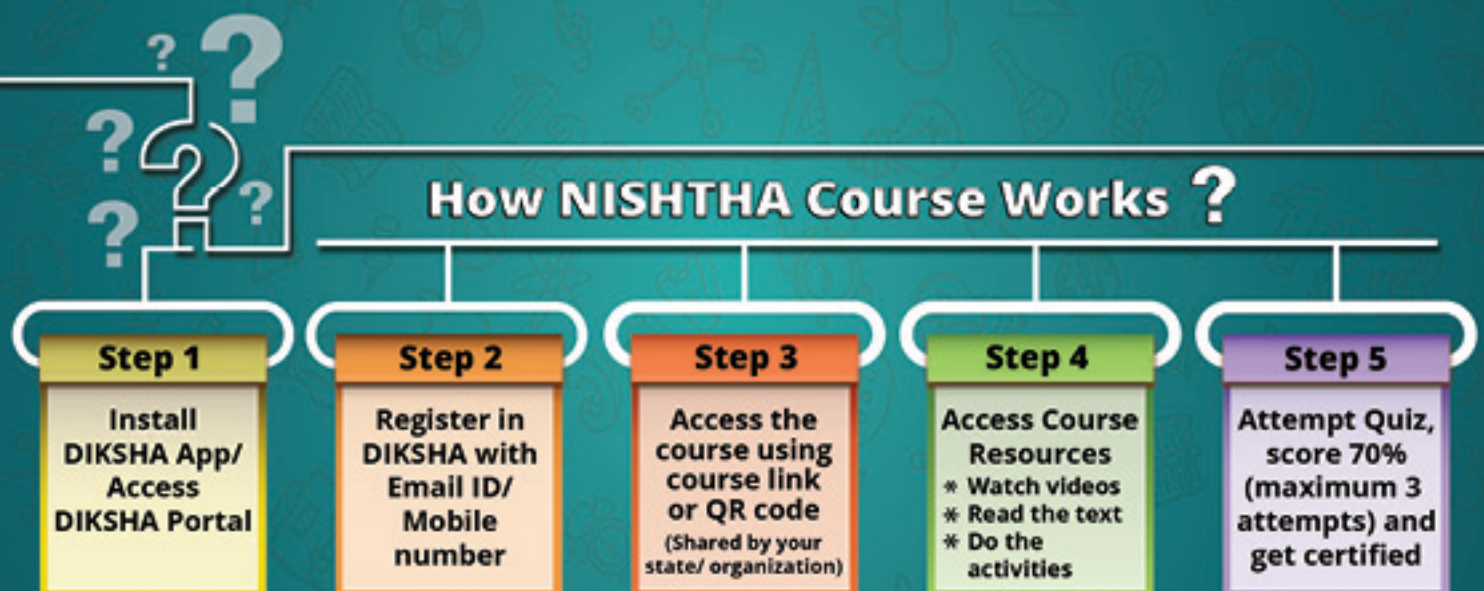 How NISHTHA Course Works ?
Step 1
Install
DIKSHA App/
Access
DIKSHA Portal
Step 2
Register in
DIKSHA with
Email ID/
Mobile
number
Step 3
Access the
course using
course link
or QR code
(Shared by your
state/ organization)
Step 4
Access Course
Resources
* Watch videos
* Read the text
* Do the
activities
Step 5
Attempt Quiz,
score 70%
(maximum 3
attempts) and
get certified